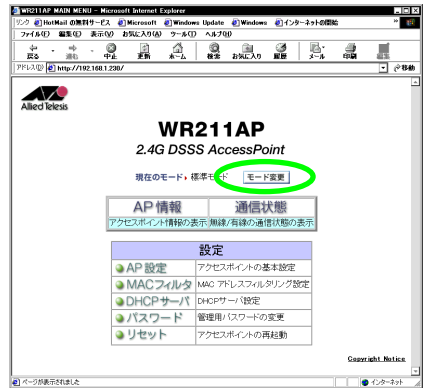 WR211AP MAIN MENU - Microsoft Internet Explorer
リンク HotMail の無料サービス Microsoft Windows Update Windows インターネットの開始 »
ファイル(F) 編集(E) 表示(V) お気に入り(A) ツール(T) ヘルプ(H)
戻る 進む 中止 更新 ホーム 検索 お気に入り 履歴 メール 印刷 編集
アドレス(D) http://192.168.1.230/ 移動
Allied Telesis
WR211AP
2.4G DSSS AccessPoint
現在のモード 標準モード モード変更
AP 情報 通信状態
アクセスポイント情報の表示 無線/有線の通信状態の表示
設定
AP 設定 アクセスポイントの基本設定
MACフィルタ MAC アドレスフィルタリング設定
DHCPサーバ DHCPサーバ設定
パスワード 管理用パスワードの変更
リセット アクセスポイントの再起動
Copyright Notice
ページが表示されました インターネット